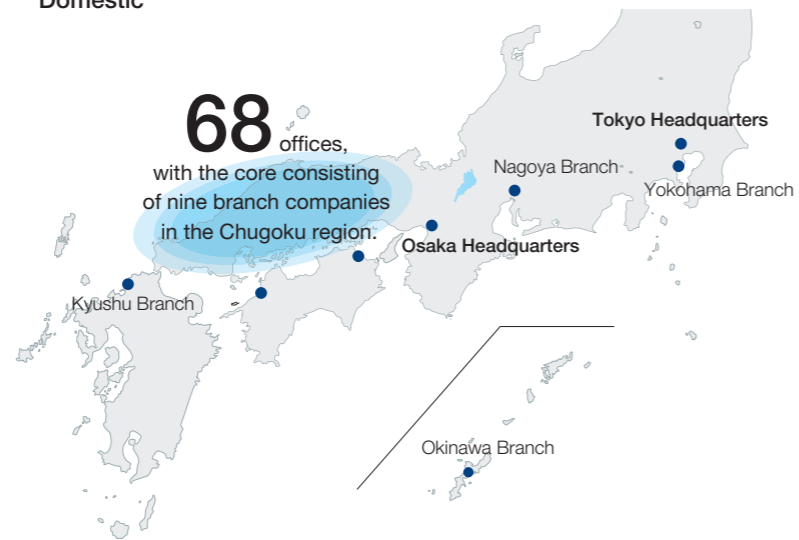 Domestic
68 offices,
with the core consisting
of nine branch companies
in the Chugoku region.
Tokyo Headquarters
Nagoya Branch
Yokohama Branch
Osaka Headquarters
Kyushu Branch
Okinawa Branch